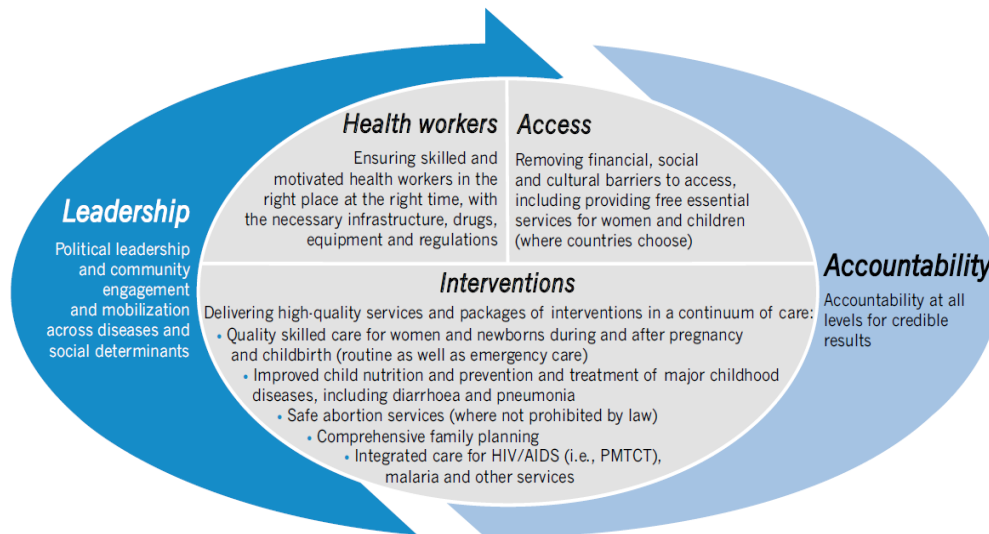 Leadership
Political leadership
and community
engagement
and mobilization
across diseases and
social determinants
Health workers
Ensuring skilled and
motivated health workers in the
right place at the right time, with
the necessary infrastructure, drugs,
equipment and regulations
Access
Removing financial, social
and cultural barriers to access,
including providing free essential
services for women and children
(where countries choose)
Interventions
Delivering high-quality services and packages of interventions in a continuum of care:
• Quality skilled care for women and newborns during and after pregnancy
and childbirth (routine as well as emergency care)
• Improved child nutrition and prevention and treatment of major childhood
diseases, including diarrhoea and pneumonia
• Safe abortion services (where not prohibited by law)
• Comprehensive family planning
• Integrated care for HIV/AIDS (i.e., PMTCT),
malaria and other services
Accountability
Accountability at all
levels for credible
results